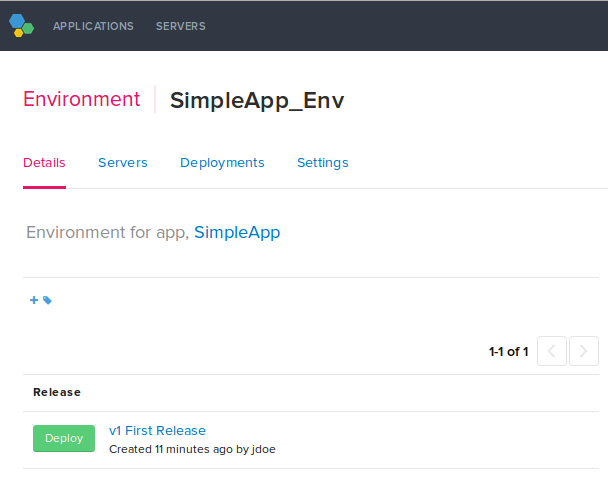 APPLICATIONS SERVERS
Environment SimpleApp_Env
Details Servers Deployments Settings
Environment for app, SimpleApp
1-1 of 1
Release
Deploy v1 First Release
Created 11 minutes ago by jdoe